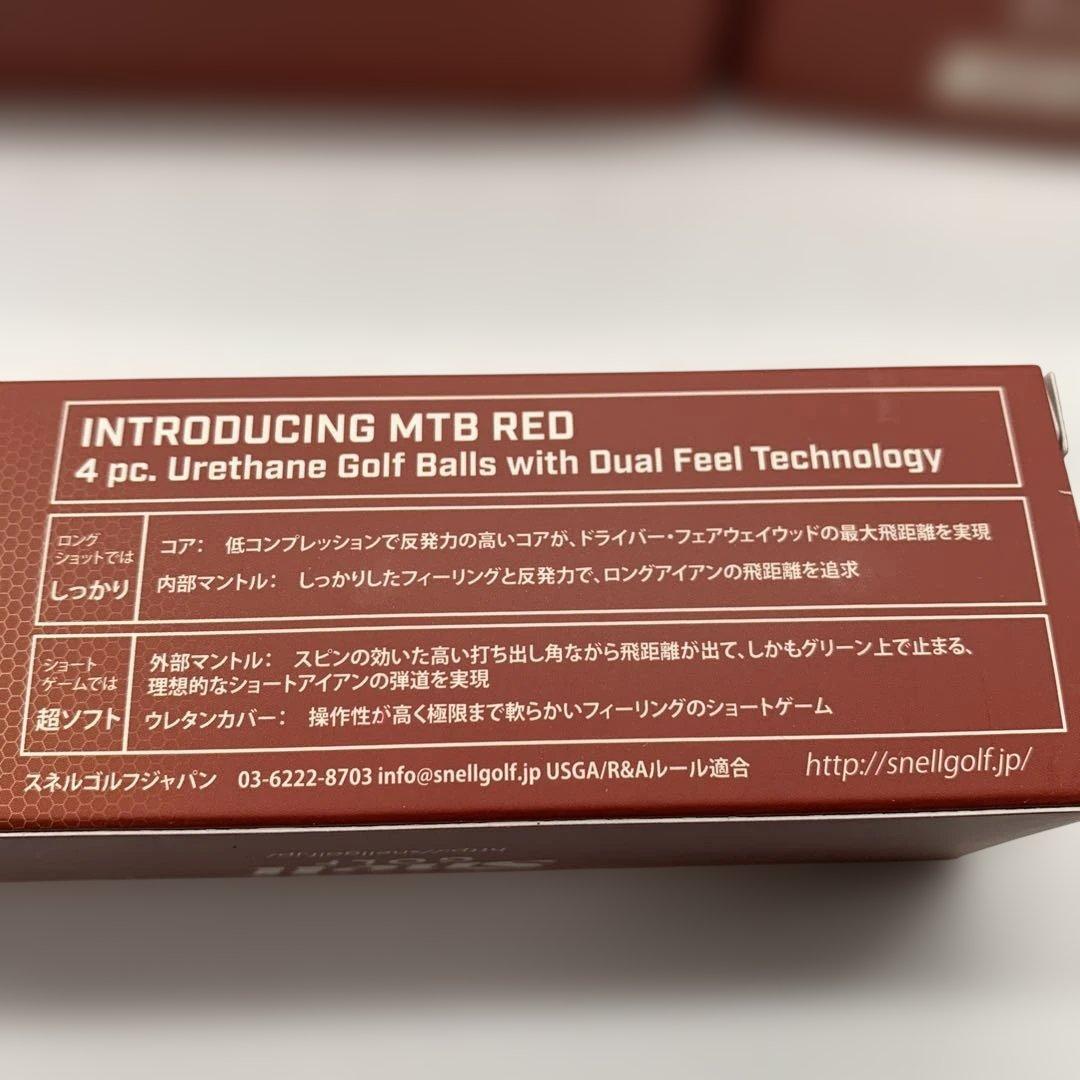 INTRODUCING MTB RED
4 pc. Urethane Golf Balls with Dual Feel Technology
ロング
ショットでは
しっかり
コア： 低コンプレッションで反発力の高いコアが、ドライバー・フェアウェイウッドの最大飛距離を実現
内部マントル： しっかりしたフィーリングと反発力で、ロングアイアンの飛距離を追求
ショート
ゲームでは
超ソフト
外部マントル： スピンの効いた高い打ち出し角ながら飛距離が出て、しかもグリーン上で止まる、
理想的なショートアイアンの弾道を実現
ウレタンカバー： 操作性が高く極限まで軟らかいフィーリングのショートゲーム
スネルゴルフジャパン 03-6222-8703 info@snellgolf.jp USGA/R&Aルール適合
http://snellgolf.jp/
http://snellgolf.jp/